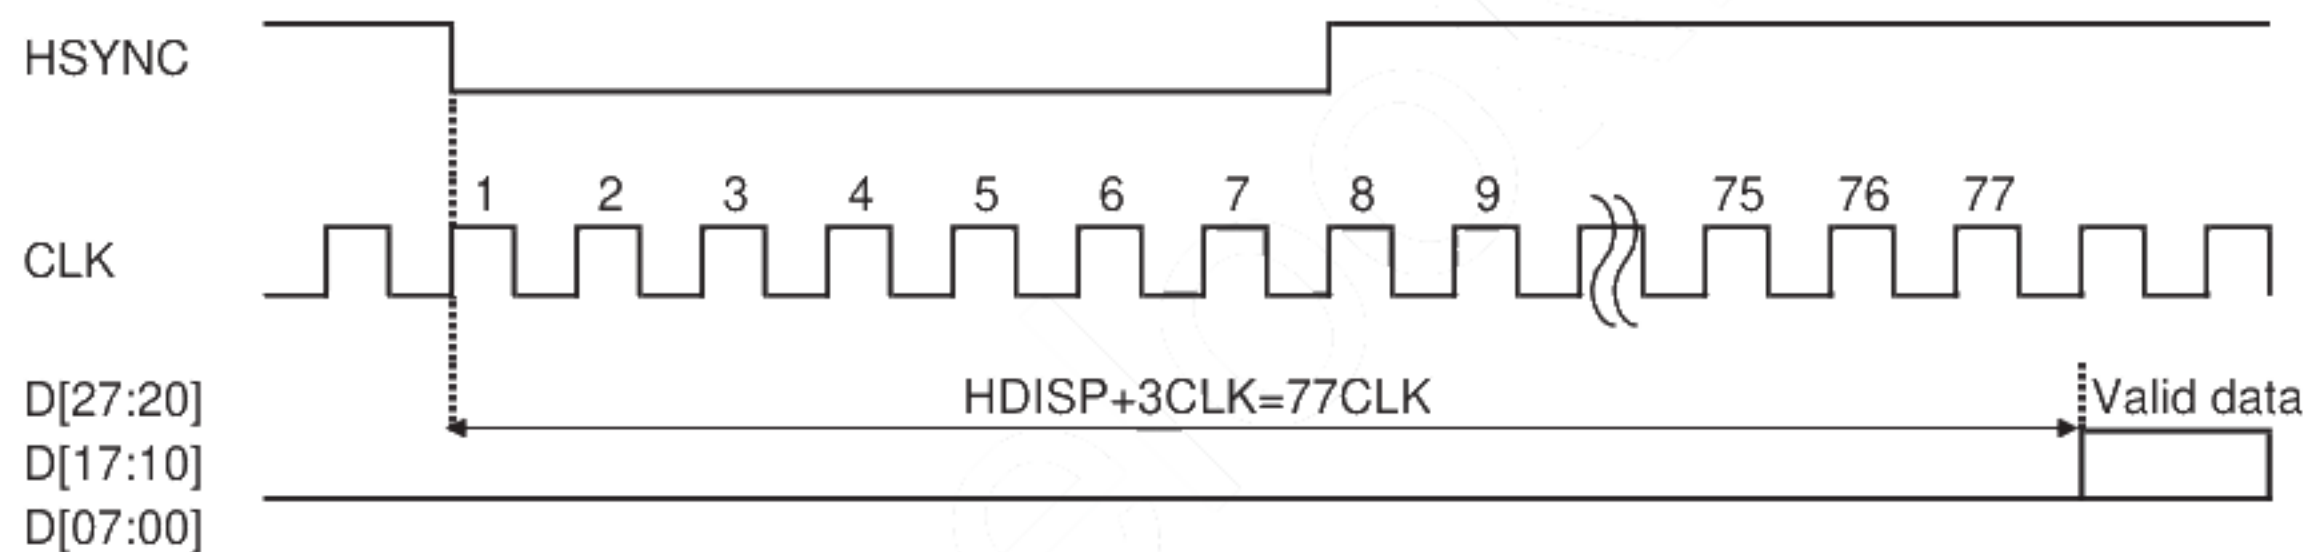 HSYNC
1 2 3 4 5 6 7 8 9 75 76 77
CLK
HDISP+3CLK=77CLK
D[27:20] Valid data
D[17:10]
D[07:00]